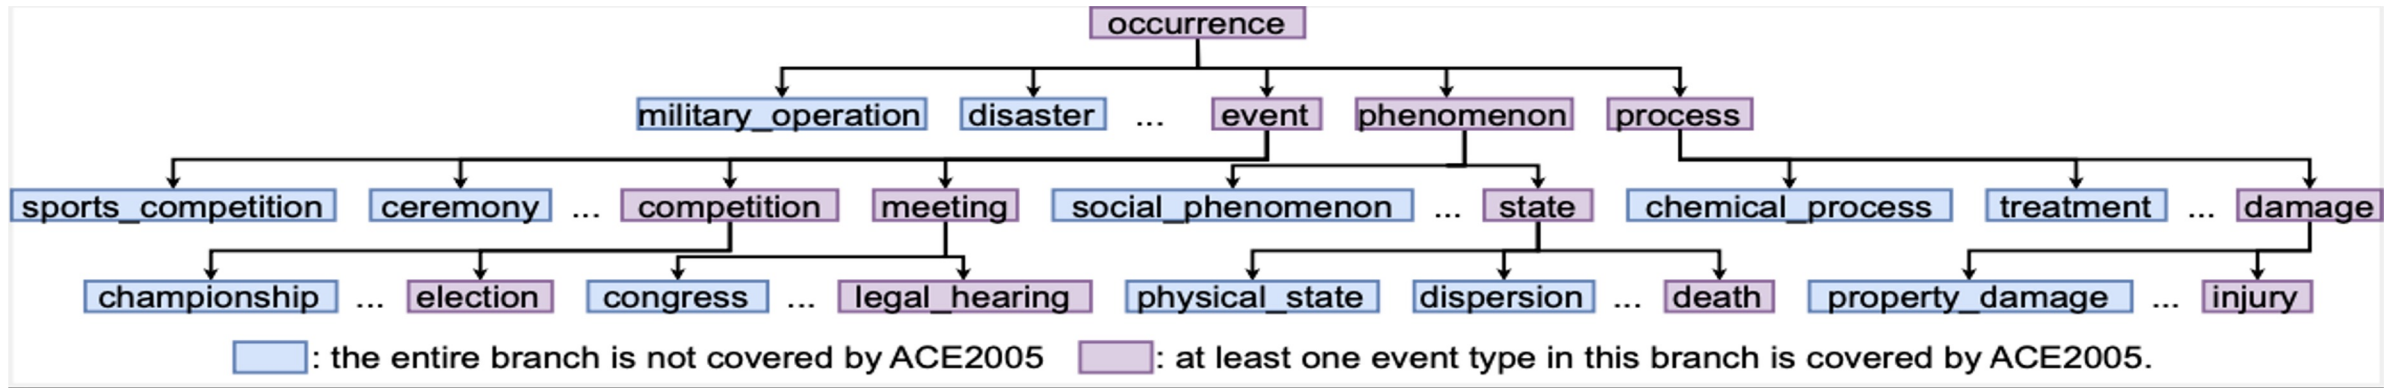 occurrence
military_operation disaster ... event phenomenon process
sports_competition ceremony ... competition meeting social_phenomenon ... state chemical_process treatment ... damage
championship ... election congress ... legal_hearing physical_state dispersion ... death property_damage ... injury
: the entire branch is not covered by ACE2005 : at least one event type in this branch is covered by ACE2005.